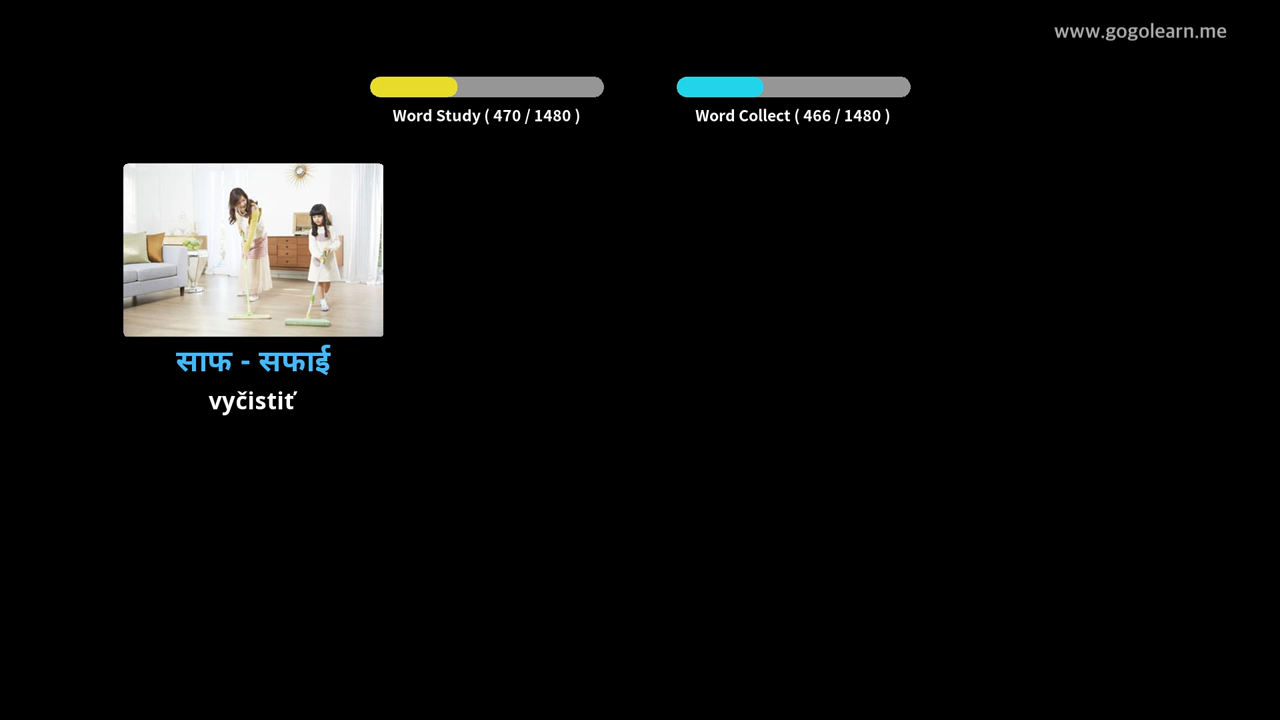 www.gogolearn.me
Word Study ( 470 / 1480 )
Word Collect ( 466 / 1480 )
साफ - सफाई
vyčistiť